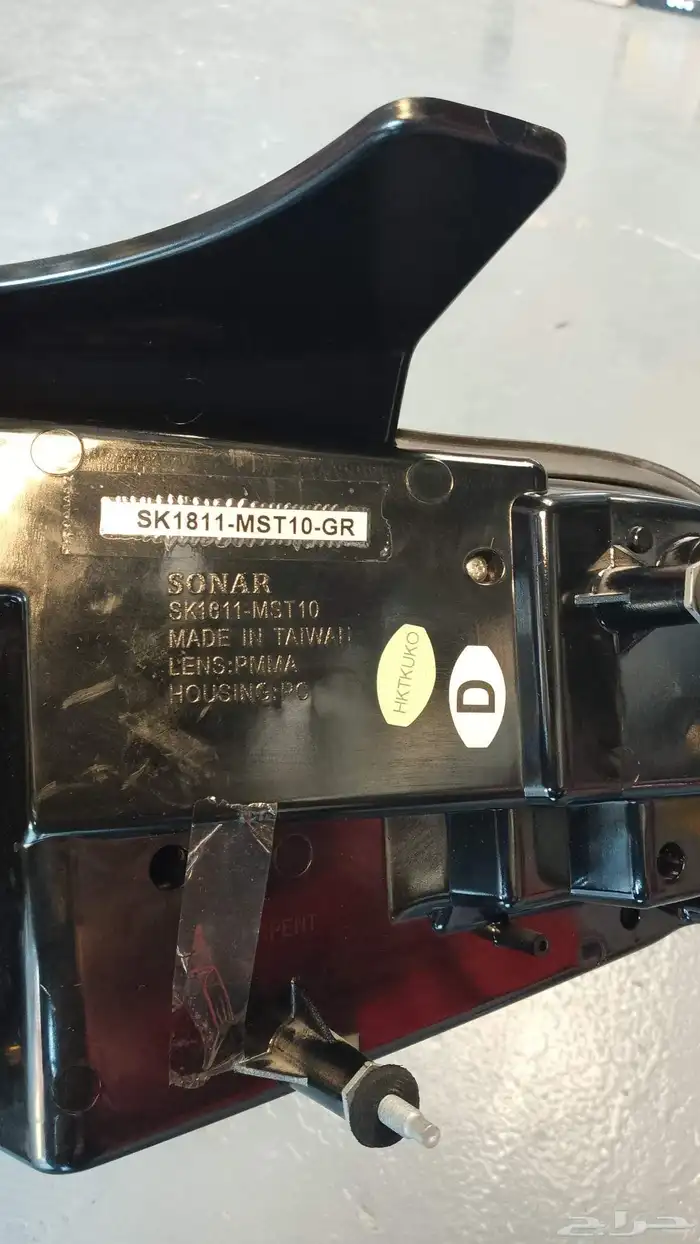 SK1811-MST10-GR
SONAR
SK1811-MST10
MADE IN TAIWAN
LENS:PMMA
HOUSING:PC
HKTKUKO
D
حراج